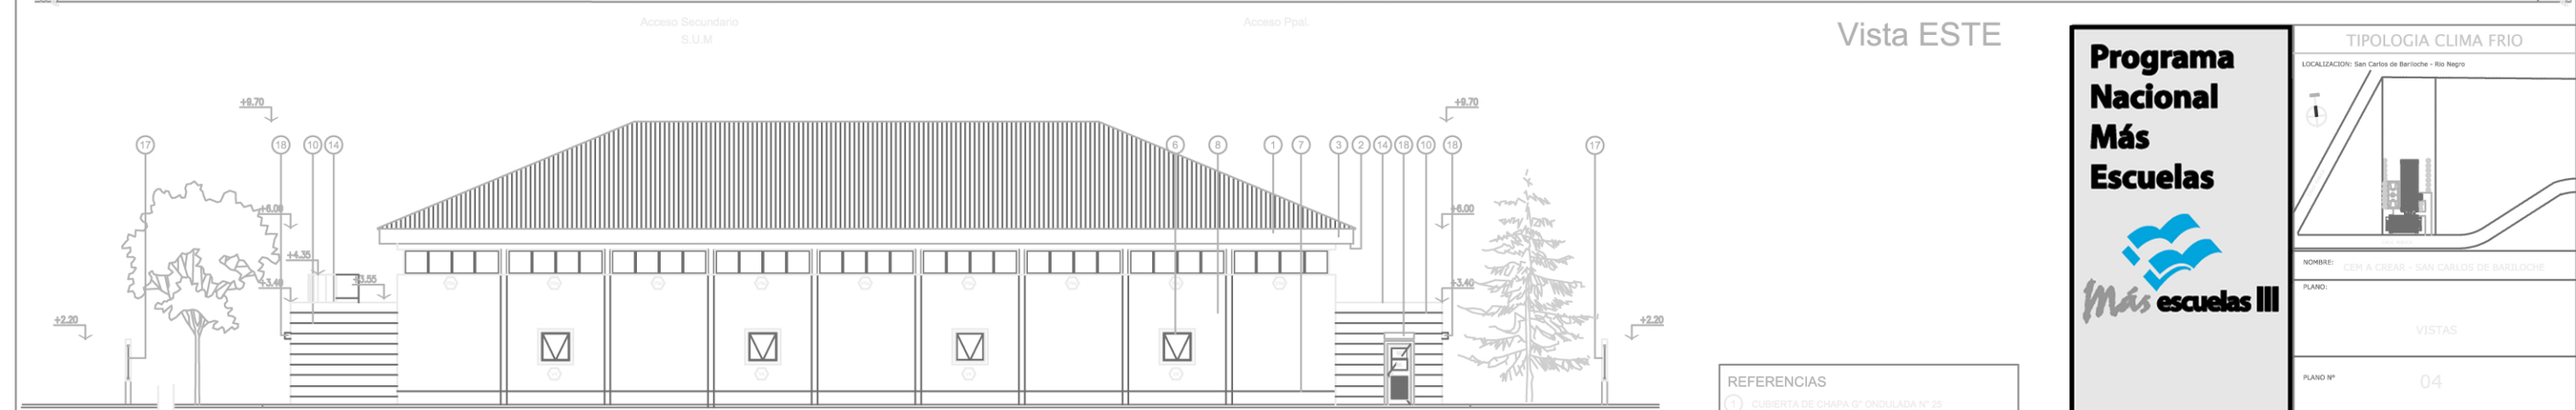 Acceso Secundario
S.U.M
Acceso Ppal.
Vista ESTE
+9.70
+9.70
17
18
10
14
6
8
1
7
3
2
14
18
10
18
17
+6.00
+6.00
+4.35
+3.55
+3.40
+3.40
+2.20
+2.20
REFERENCIAS
1 CUBIERTA DE CHAPA Gº ONDULADA Nº 25
Programa
Nacional
Más
Escuelas
Más escuelas III
TIPOLOGIA CLIMA FRIO
LOCALIZACION: San Carlos de Bariloche - Río Negro
NOMBRE: CEM A CREAR - SAN CARLOS DE BARILOCHE
PLANO:
VISTAS
PLANO Nº 04